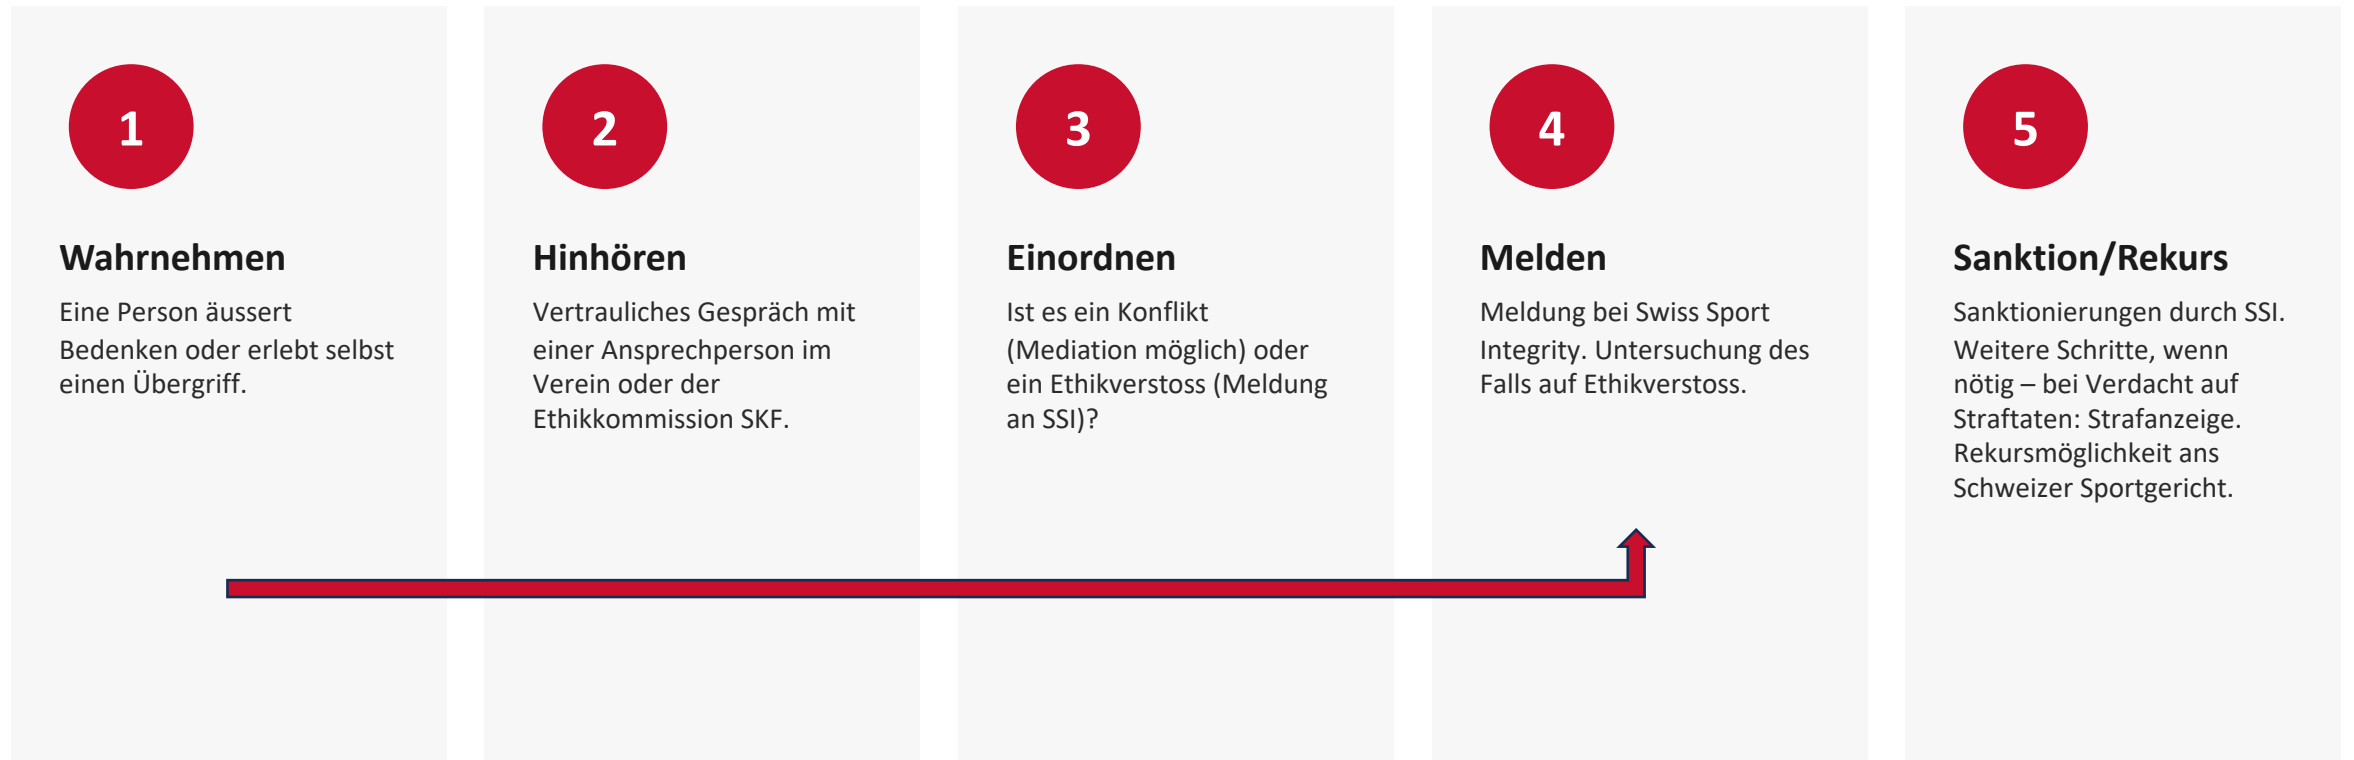 1
Wahrnehmen
Eine Person äussert
Bedenken oder erlebt selbst
einen Übergriff.
2
Hinhören
Vertrauliches Gespräch mit
einer Ansprechperson im
Verein oder der
Ethikkommission SKF.
3
Einordnen
Ist es ein Konflikt
(Mediation möglich) oder
ein Ethikverstoss (Meldung
an SSI)?
4
Melden
Meldung bei Swiss Sport
Integrity. Untersuchung des
Falls auf Ethikverstoss.
5
Sanktion/Rekurs
Sanktionierungen durch SSI.
Weitere Schritte, wenn
nötig – bei Verdacht auf
Straftaten: Strafanzeige.
Rekursmöglichkeit ans
Schweizer Sportgericht.